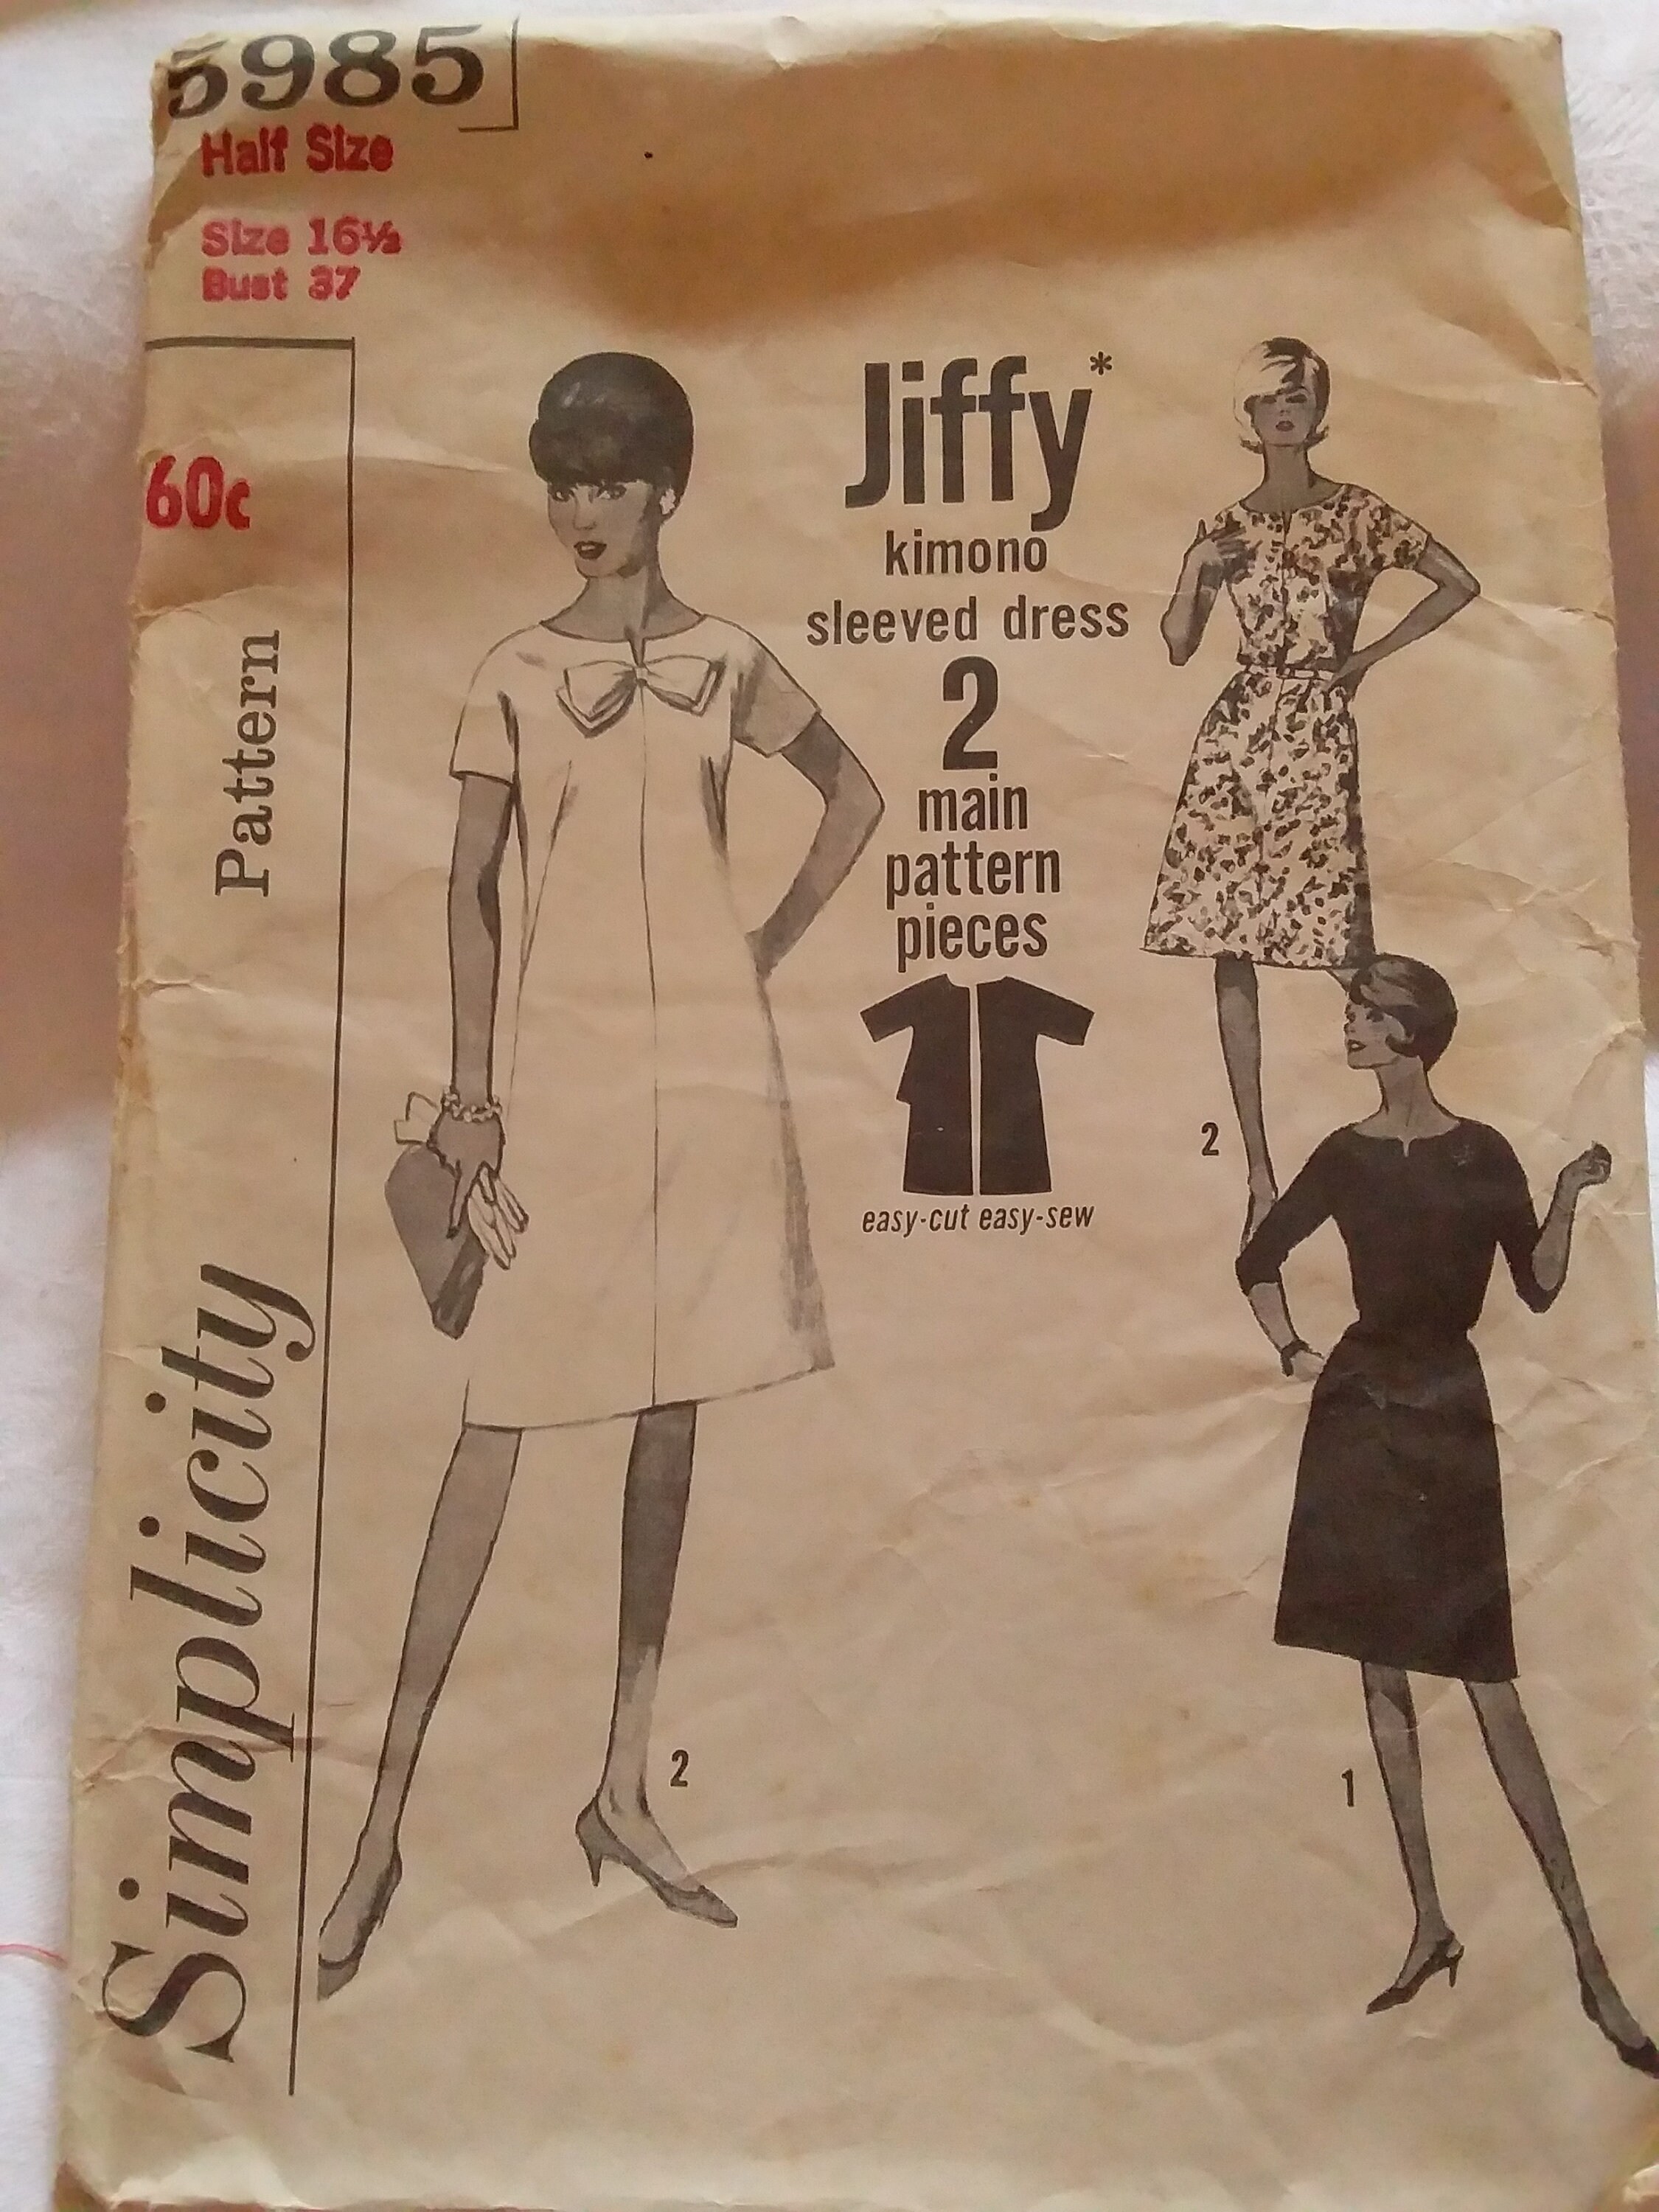 5985
Half Size
Size 16½
Bust 37
60c
Simplicity Pattern
Jiffy*
kimono
sleeved dress
2
main
pattern
pieces
easy-cut easy-sew
2
2
1